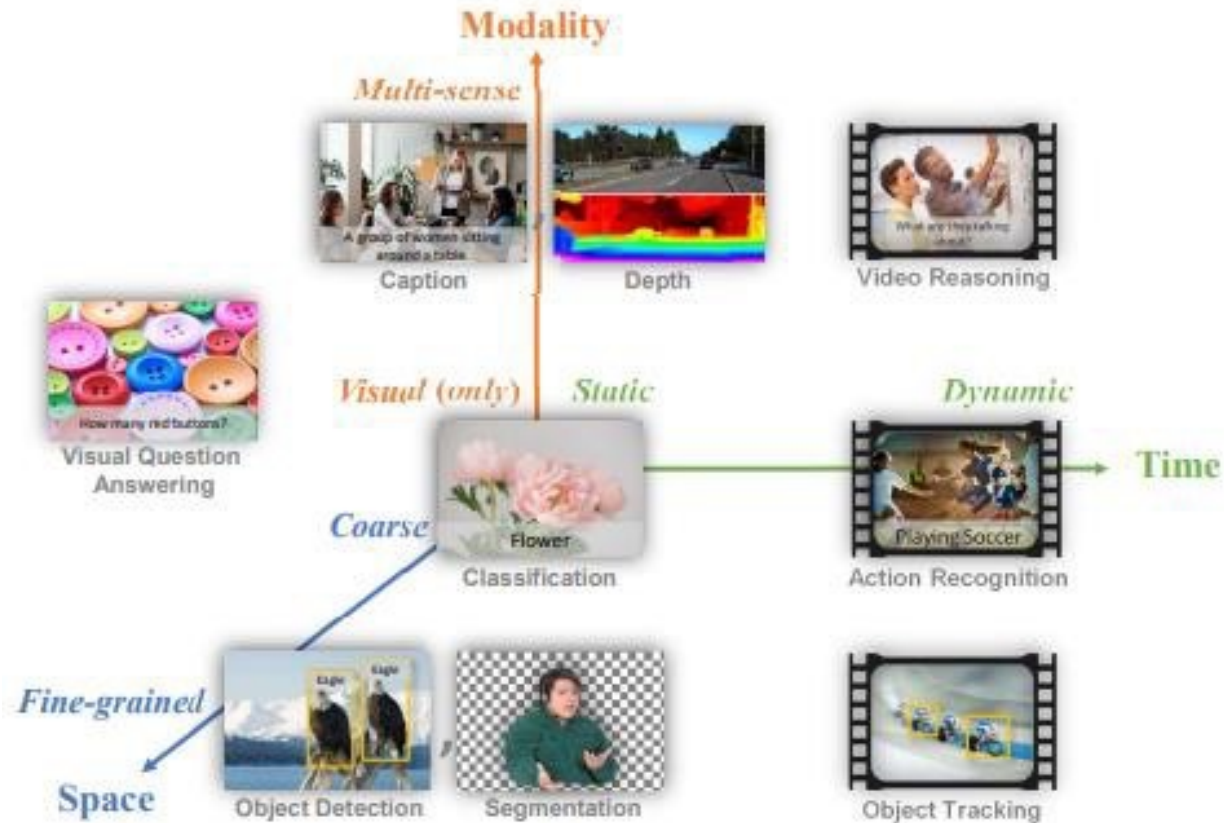 Modality
Multi-sense
A group of women sitting
around a table
Caption
Depth
What are they talking
about?
Video Reasoning
How many red buttons?
Visual Question
Answering
Visual (only)
Static
Dynamic
Time
Coarse
Flower
Classification
Playing Soccer
Action Recognition
Fine-grained
Space
Eagle
Eagle
,
Object Detection
Segmentation
Object Tracking